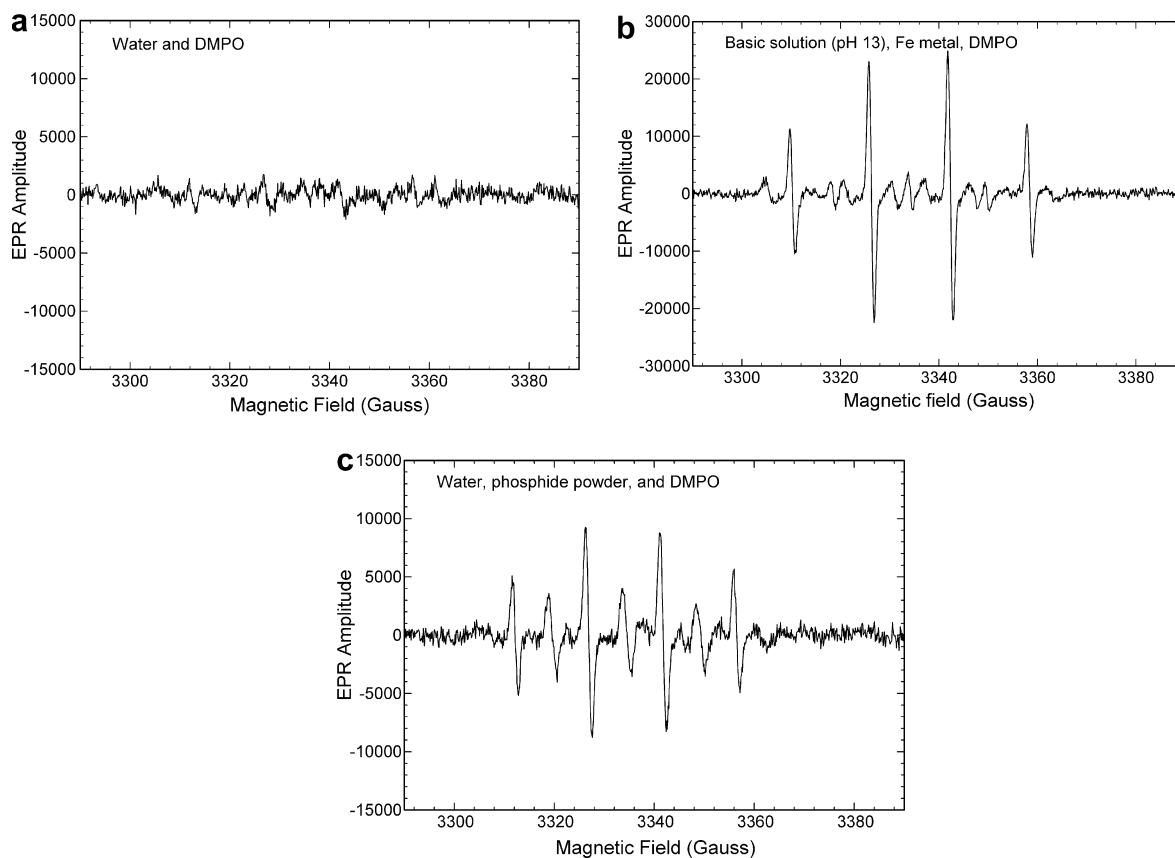 a
Water and DMPO
15000
10000
5000
0
-5000
-10000
-15000
EPR Amplitude
3300 3320 3340 3360 3380
Magnetic Field (Gauss)
b
Basic solution (pH 13), Fe metal, DMPO
30000
20000
10000
0
-10000
-20000
-30000
EPR Amplitude
3300 3320 3340 3360 3380
Magnetic field (Gauss)
c
Water, phosphide powder, and DMPO
15000
10000
5000
0
-5000
-10000
-15000
EPR Amplitude
3300 3320 3340 3360 3380
Magnetic Field (Gauss)